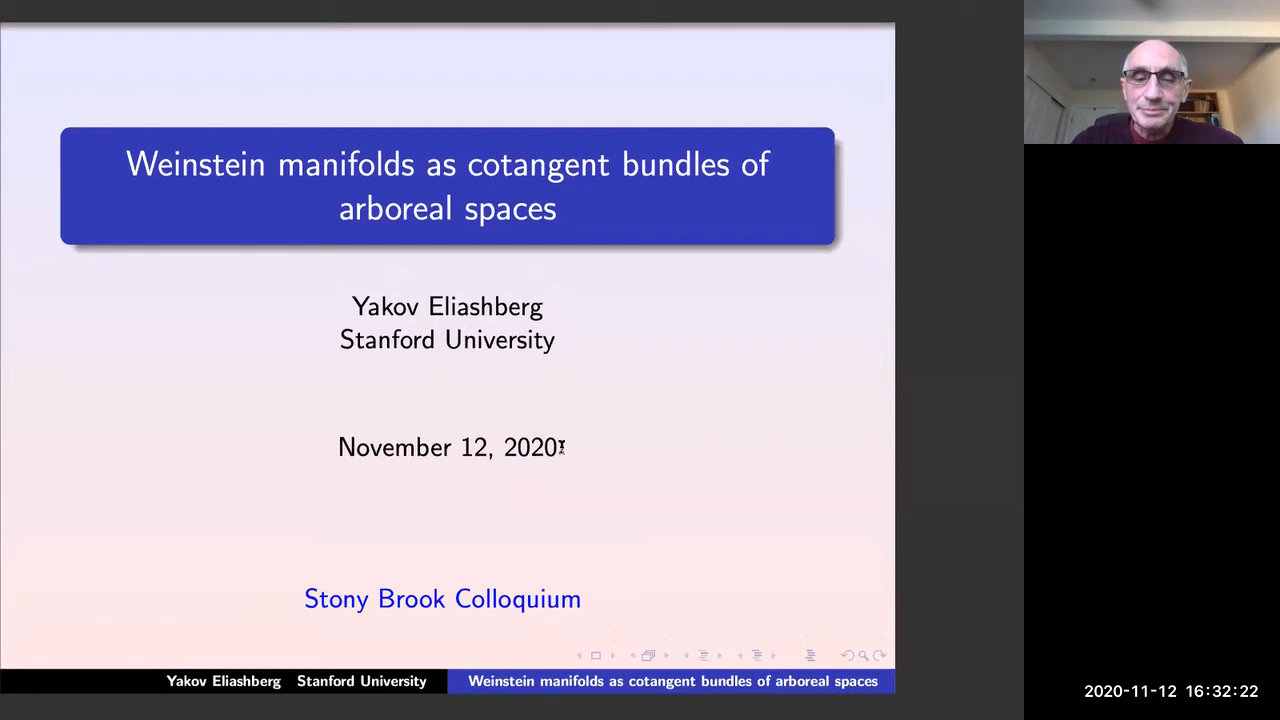 Weinstein manifolds as cotangent bundles of
arboreal spaces
Yakov Eliashberg
Stanford University
November 12, 2020
Stony Brook Colloquium
Yakov Eliashberg Stanford University
Weinstein manifolds as cotangent bundles of arboreal spaces
2020-11-12 16:32:22